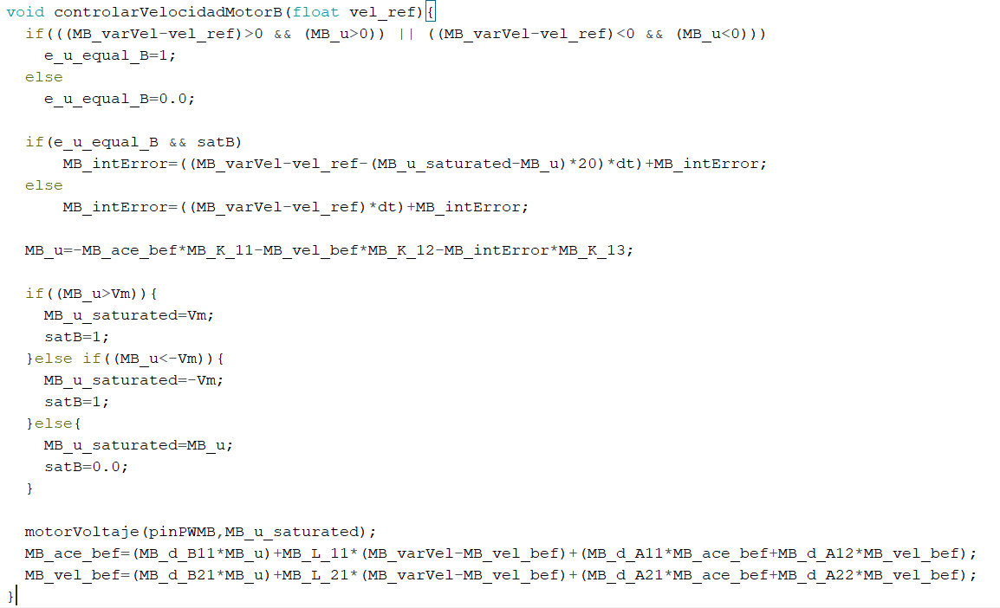 void controlarVelocidadMotorB(float vel_ref){
if(((MB_varVel-vel_ref)>0 && (MB_u>0)) || ((MB_varVel-vel_ref)<0 && (MB_u<0)))
e_u_equal_B=1;
else
e_u_equal_B=0.0;
if(e_u_equal_B && satB)
MB_intError=((MB_varVel-vel_ref-(MB_u_saturated-MB_u)*20)*dt)+MB_intError;
else
MB_intError=((MB_varVel-vel_ref)*dt)+MB_intError;
MB_u=-MB_ace_bef*MB_K_11-MB_vel_bef*MB_K_12-MB_intError*MB_K_13;
if((MB_u>Vm)){
MB_u_saturated=Vm;
satB=1;
}else if((MB_u<-Vm)){
MB_u_saturated=-Vm;
satB=1;
}else{
MB_u_saturated=MB_u;
satB=0.0;
}
motorVoltaje(pinPWMB,MB_u_saturated);
MB_ace_bef=(MB_d_B11*MB_u)+MB_L_11*(MB_varVel-MB_vel_bef)+(MB_d_A11*MB_ace_bef+MB_d_A12*MB_vel_bef);
MB_vel_bef=(MB_d_B21*MB_u)+MB_L_21*(MB_varVel-MB_vel_bef)+(MB_d_A21*MB_ace_bef+MB_d_A22*MB_vel_bef);
}